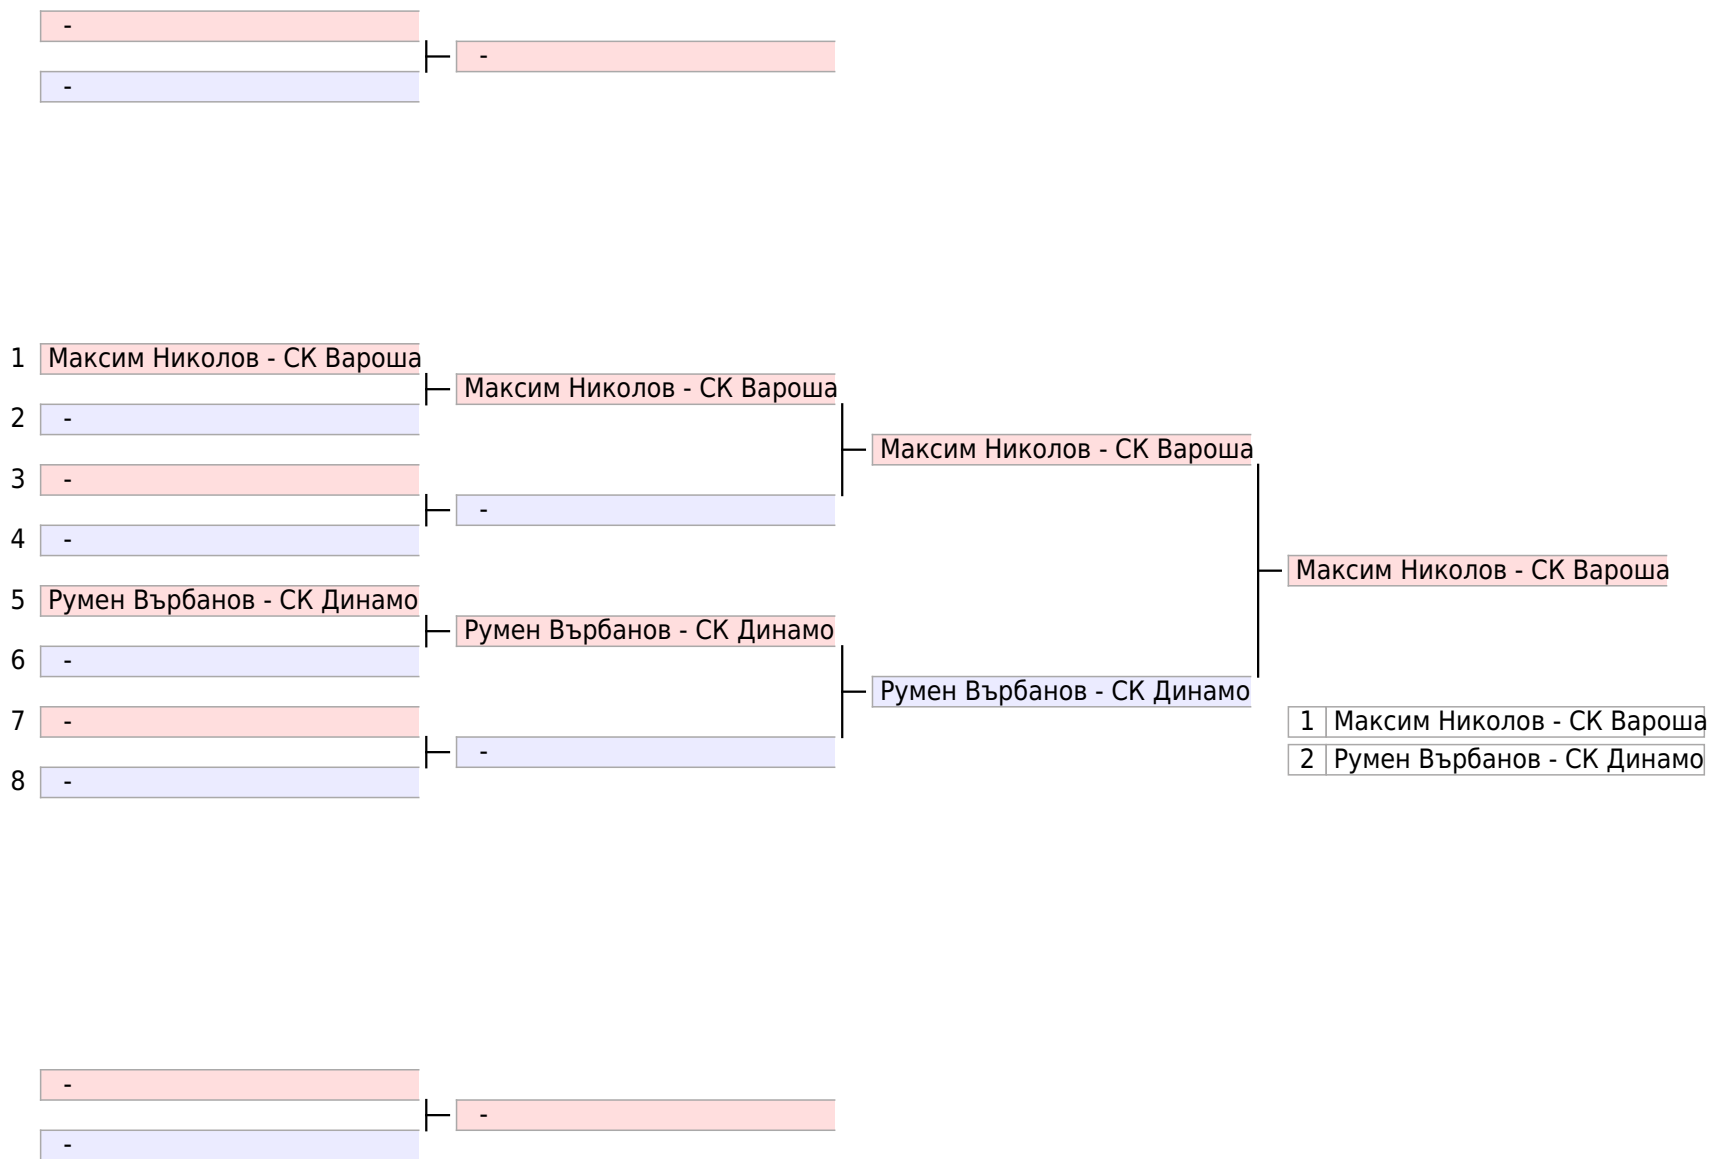 -
-
-
1 Максим Николов - СК Вароша
Максим Николов - СК Вароша
2 -
Максим Николов - СК Вароша
3 -
-
4 -
Максим Николов - СК Вароша
5 Румен Върбанов - СК Динамо
Румен Върбанов - СК Динамо
6 -
Румен Върбанов - СК Динамо
7 -
1 Максим Николов - СК Вароша
-
2 Румен Върбанов - СК Динамо
8 -
-
-
-